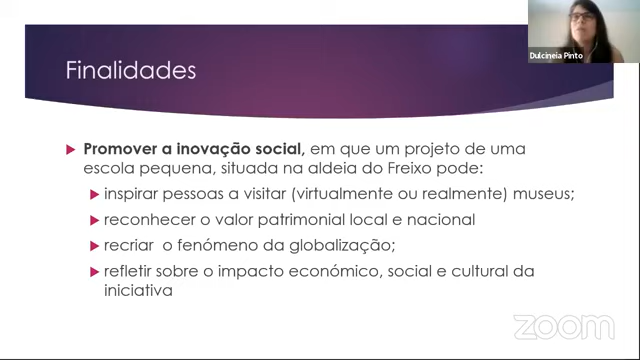 Dulcineia Pinto
Finalidades
Promover a inovação social, em que um projeto de uma
escola pequena, situada na aldeia do Freixo pode:
inspirar pessoas a visitar (virtualmente ou realmente) museus;
reconhecer o valor patrimonial local e nacional
recriar o fenómeno da globalização;
refletir sobre o impacto económico, social e cultural da
iniciativa
zoom